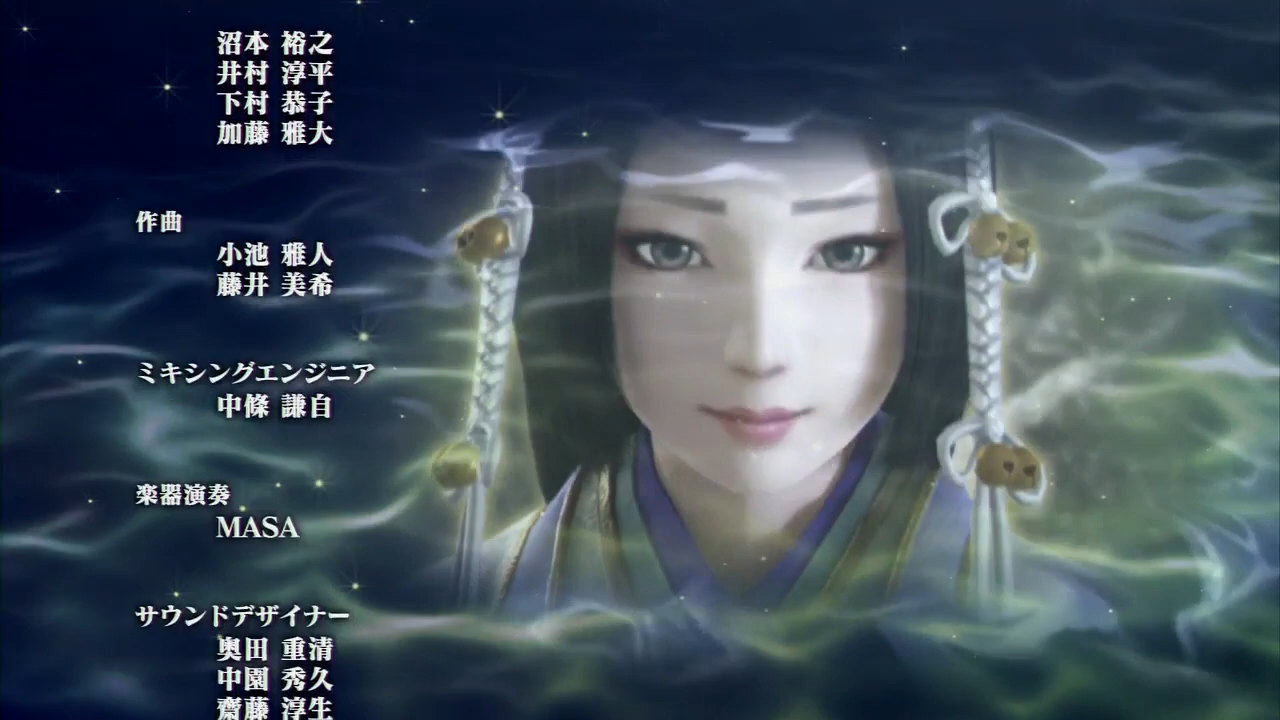 沼本 裕之
井村 淳平
下村 恭子
加藤 雅大
作曲
小池 雅人
藤井 美希
ミキシングエンジニア
中條 謙自
楽器演奏
MASA
サウンドデザイナー
奥田 重清
中園 秀久
齋藤 淳生